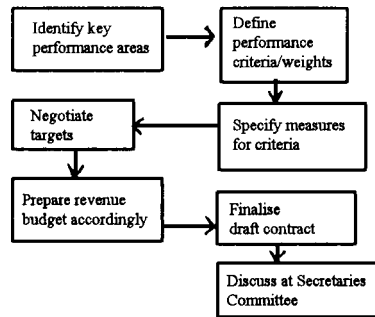 Identify key
performance areas
Define
performance
criteria/weights
Negotiate
targets
Specify measures
for criteria
Prepare revenue
budget accordingly
Finalise
draft contract
Discuss at Secretaries
Committee